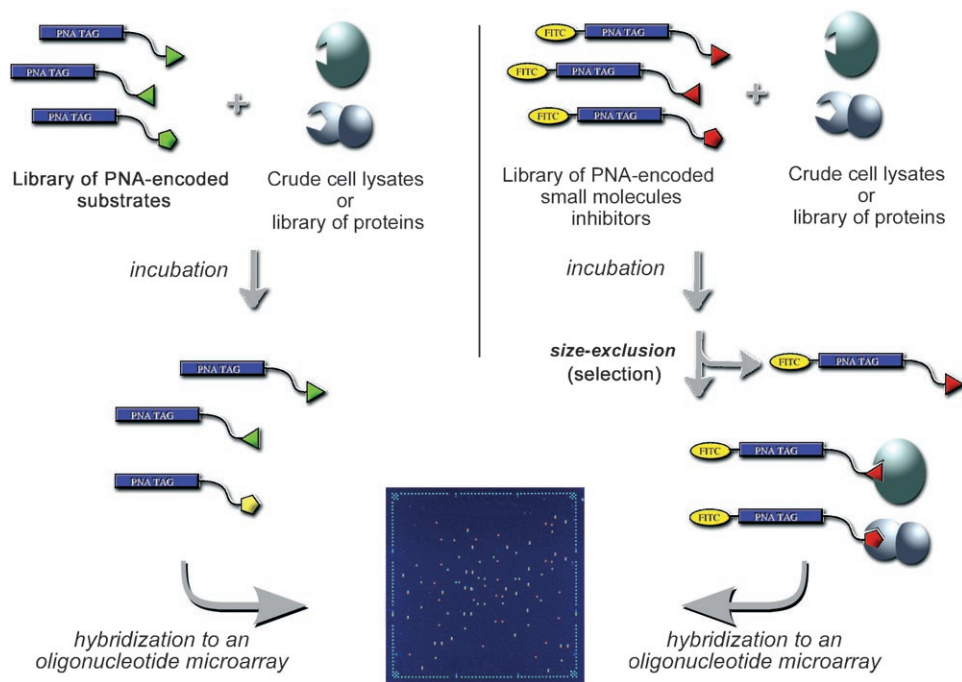 PNA TAG
PNA TAG
PNA TAG
+
Library of PNA-encoded
substrates
Crude cell lysates
or
library of proteins
incubation
PNA TAG
PNA TAG
PNA TAG
hybridization to an
oligonucleotide microarray
FITC PNA TAG
FITC PNA TAG
FITC PNA TAG
+
Library of PNA-encoded
small molecules
inhibitors
Crude cell lysates
or
library of proteins
incubation
size-exclusion
(selection)
FITC PNA TAG
FITC PNA TAG
FITC PNA TAG
hybridization to an
oligonucleotide microarray